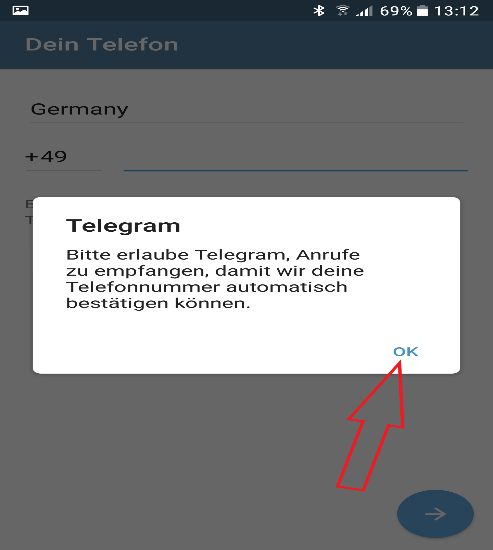 69% 13:12
Dein Telefon
Germany
+49
Telegram
Bitte erlaube Telegram, Anrufe
zu empfangen, damit wir deine
Telefonnummer automatisch
bestätigen können.
OK